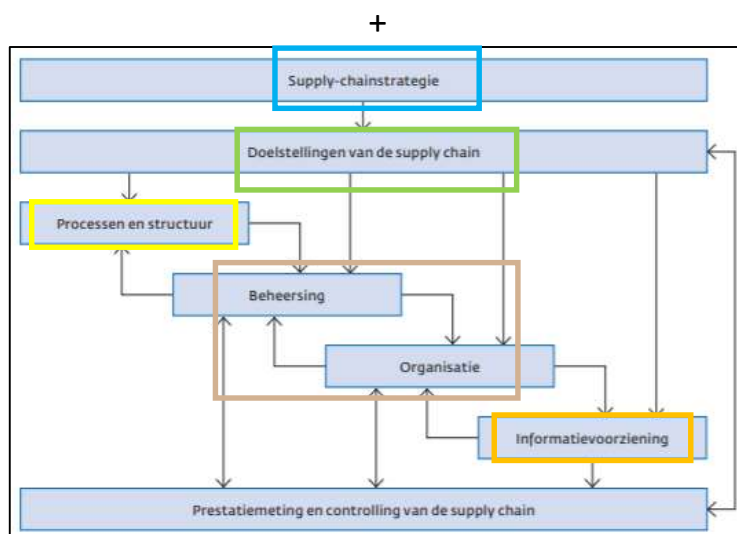 +
Supply-chainstrategie
Doelstellingen van de supply chain
Processen en structuur
Beheersing
Organisatie
Informatievoorziening
Prestatiemeting en controlling van de supply chain